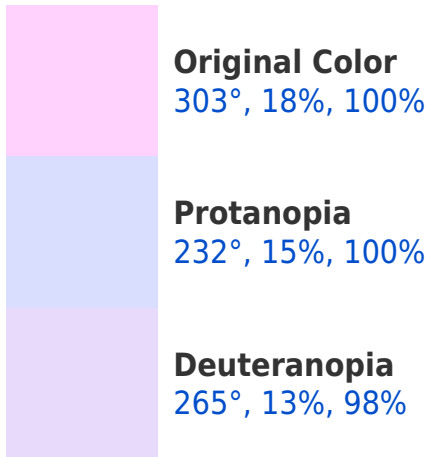 Original Color
303°, 18%, 100%
Protanopia
232°, 15%, 100%
Deuteranopia
265°, 13%, 98%